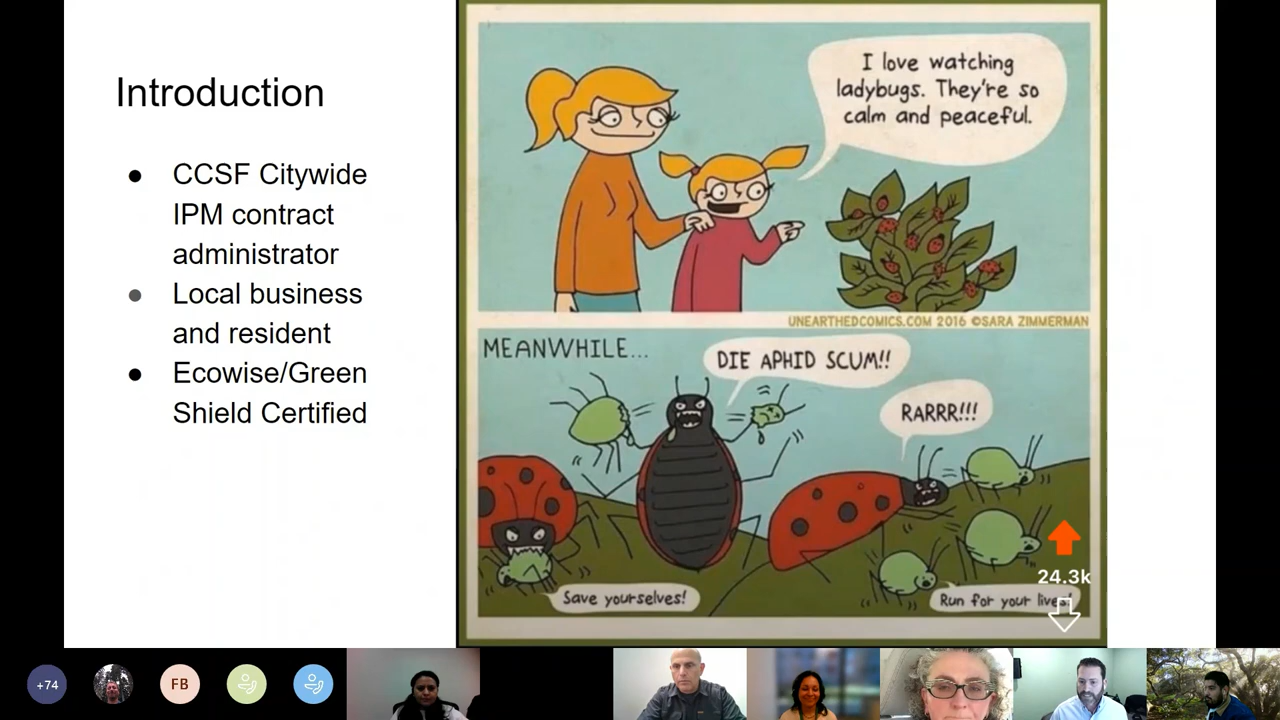 Introduction
● CCSF Citywide
IPM contract
administrator
● Local business
and resident
● Ecowise/Green
Shield Certified
I love watching
ladybugs. They're so
calm and peaceful.
UNEARTHEDCOMICS.COM 2016 ©SARA ZIMMERMAN
MEANWHILE...
DIE APHID SCUM!!
RARRR!!!
Save yourselves!
Run for your lives!
24.3k
+74
FB